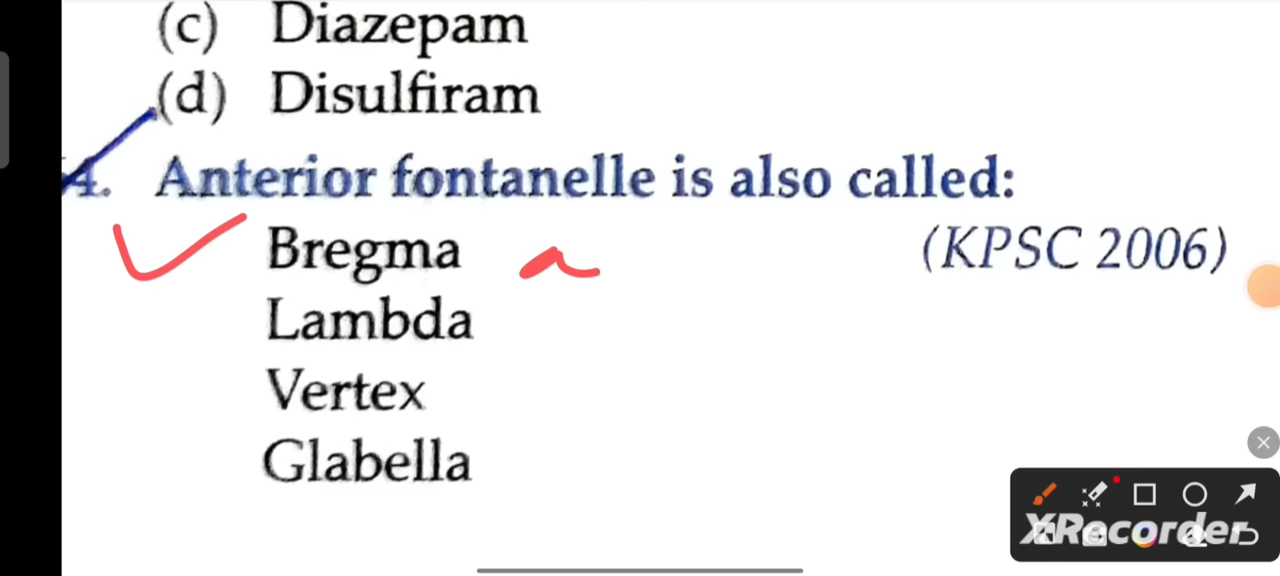 (c) Diazepam
(d) Disulfiram
4. Anterior fontanelle is also called:
Bregma (KPSC 2006)
Lambda
Vertex
Glabella
XRecorder